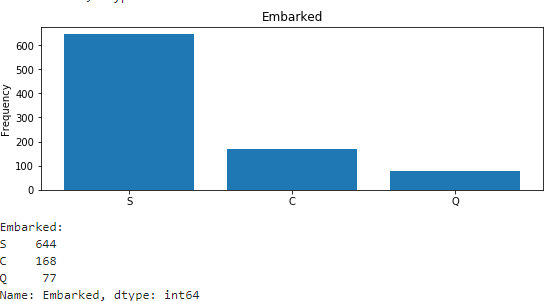 Embarked
600
500
400
300
200
100
0
Frequency
S C Q
Embarked:
S 644
C 168
Q 77
Name: Embarked, dtype: int64